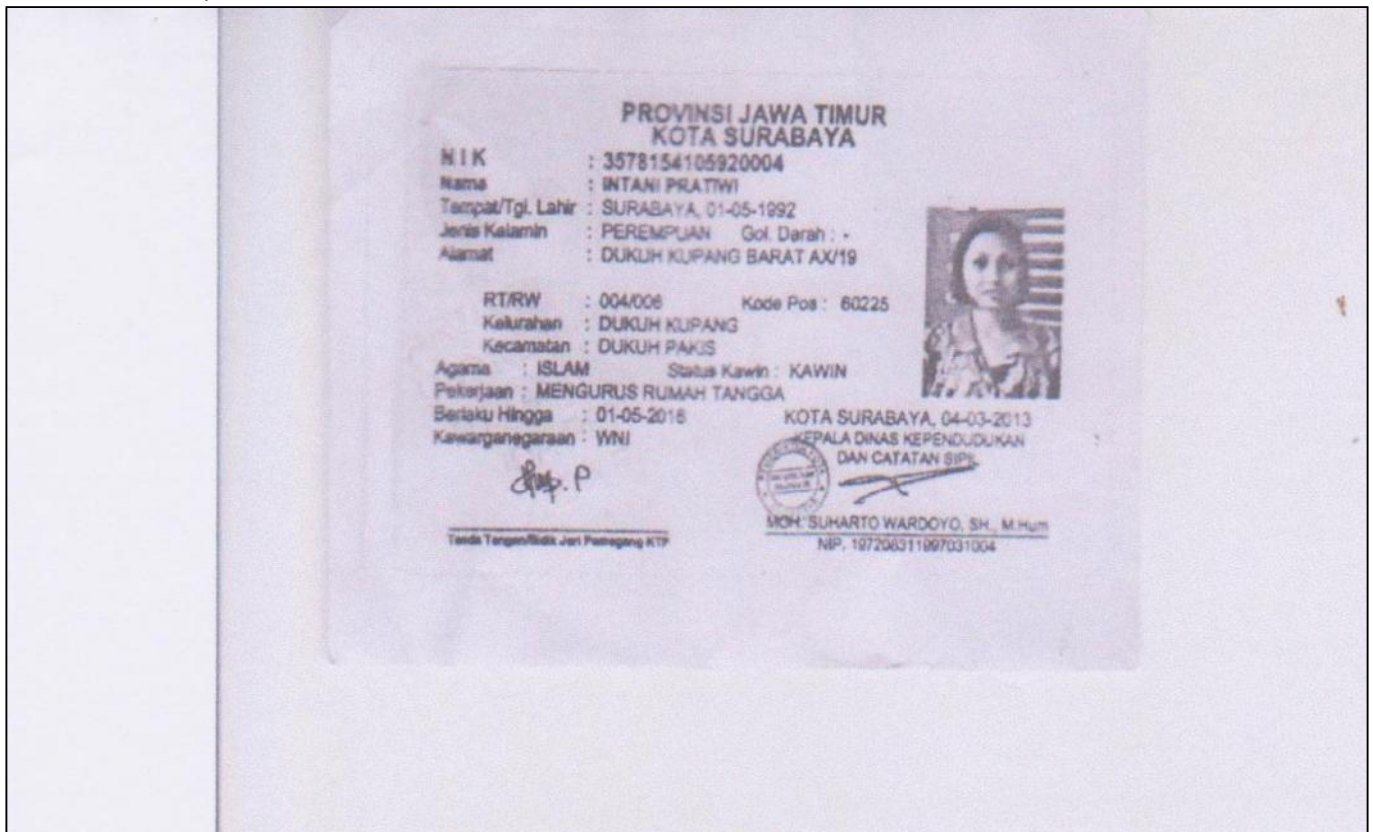 PROVINSI JAWA TIMUR
KOTA SURABAYA
NIK : 3578154105920004
Nama : INTANI PRATIWI
Tempat/Tgl. Lahir : SURABAYA, 01-05-1992
Jenis Kelamin : PEREMPUAN Gol. Darah : -
Alamat : DUKUH KUPANG BARAT AX/19
RT/RW : 004/006 Kode Pos : 60225
Kelurahan : DUKUH KUPANG
Kecamatan : DUKUH PAKIS
Agama : ISLAM Status Kawin : KAWIN
Pekerjaan : MENGURUS RUMAH TANGGA
Berlaku Hingga : 01-05-2016 KOTA SURABAYA, 04-03-2013
Kewarganegaraan : WNI KEPALA DINAS KEPENDUDUKAN
DAN CATATAN SIPIL
MOH. SUHARTO WARDOYO, SH., M.Hum
Tanda Tangan/Sidik Jari Pemegang KTP NIP. 197208311997031004